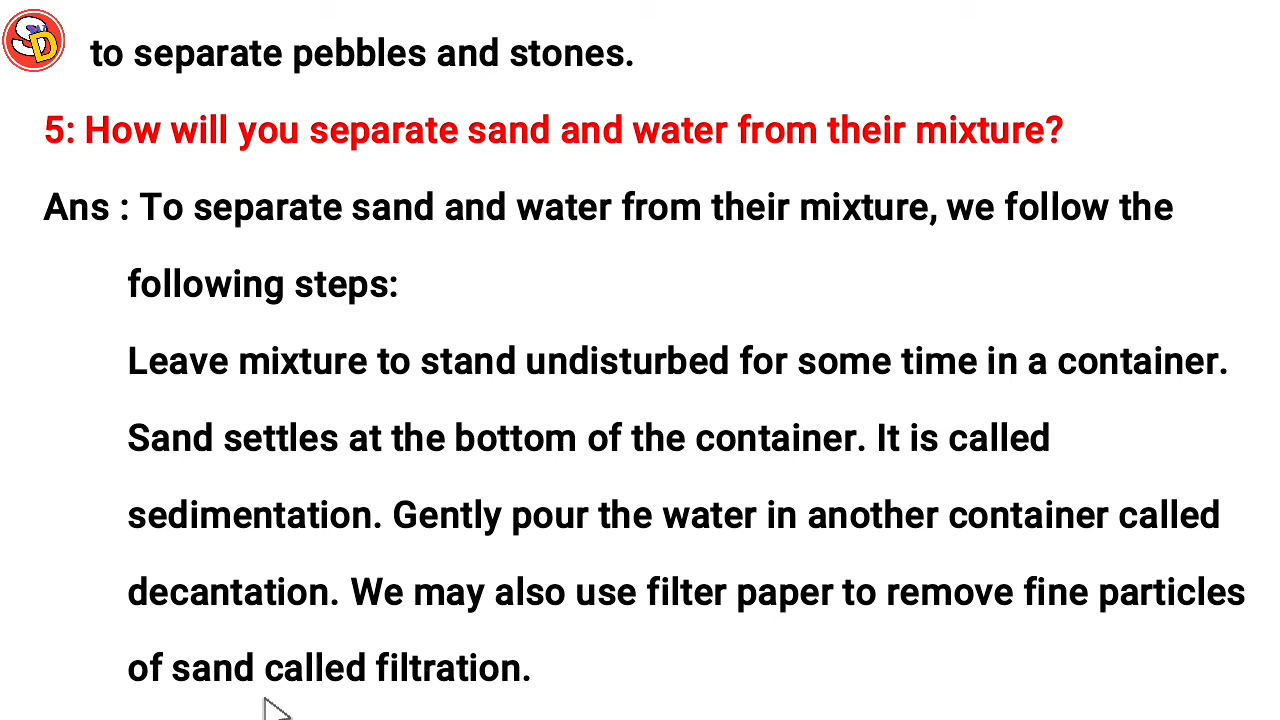 SD
to separate pebbles and stones.
5: How will you separate sand and water from their mixture?
Ans : To separate sand and water from their mixture, we follow the
following steps:
Leave mixture to stand undisturbed for some time in a container.
Sand settles at the bottom of the container. It is called
sedimentation. Gently pour the water in another container called
decantation. We may also use filter paper to remove fine particles
of sand called filtration.